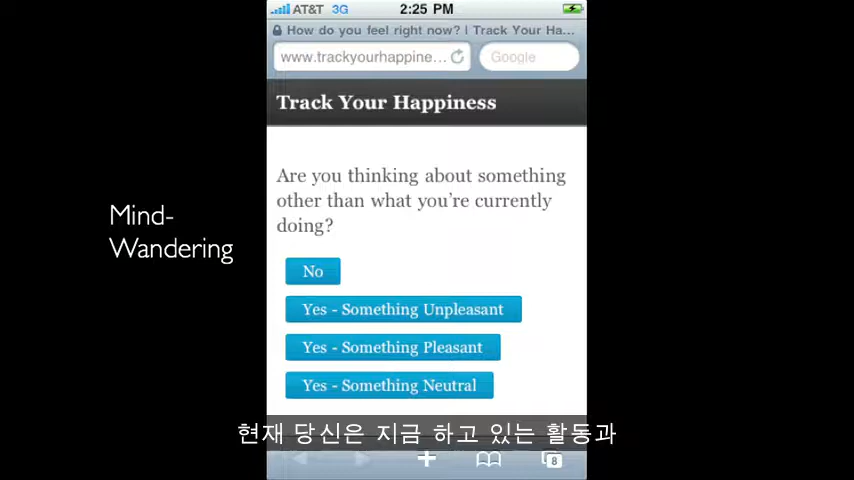 AT&T 3G 2:25 PM
How do you feel right now? | Track Your Ha...
www.trackyourhappine... Google
Track Your Happiness
Are you thinking about something
other than what you're currently
doing?
Mind-
Wandering
No
Yes - Something Unpleasant
Yes - Something Pleasant
Yes - Something Neutral
현재 당신은 지금 하고 있는 활동과
8